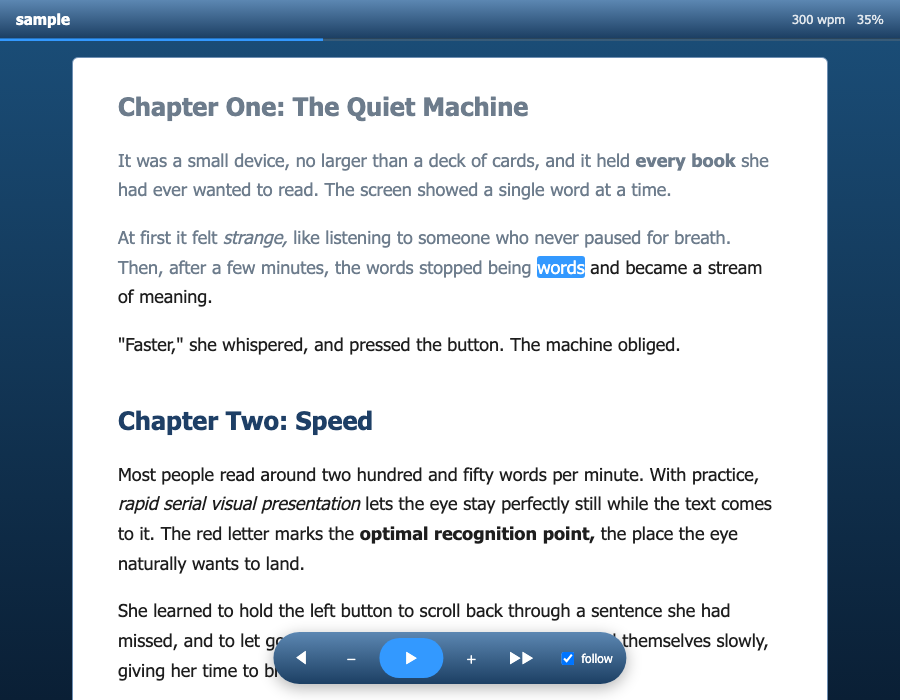 sample
300 wpm 35%
Chapter One: The Quiet Machine
It was a small device, no larger than a deck of cards, and it held every book she
had ever wanted to read. The screen showed a single word at a time.
At first it felt strange, like listening to someone who never paused for breath.
Then, after a few minutes, the words stopped being words and became a stream
of meaning.
"Faster," she whispered, and pressed the button. The machine obliged.
Chapter Two: Speed
Most people read around two hundred and fifty words per minute. With practice,
rapid serial visual presentation lets the eye stay perfectly still while the text comes
to it. The red letter marks the optimal recognition point, the place the eye
naturally wants to land.
She learned to hold the left button to scroll back through a sentence she had
missed, and to let themselves slowly,
giving her time to
− + follow